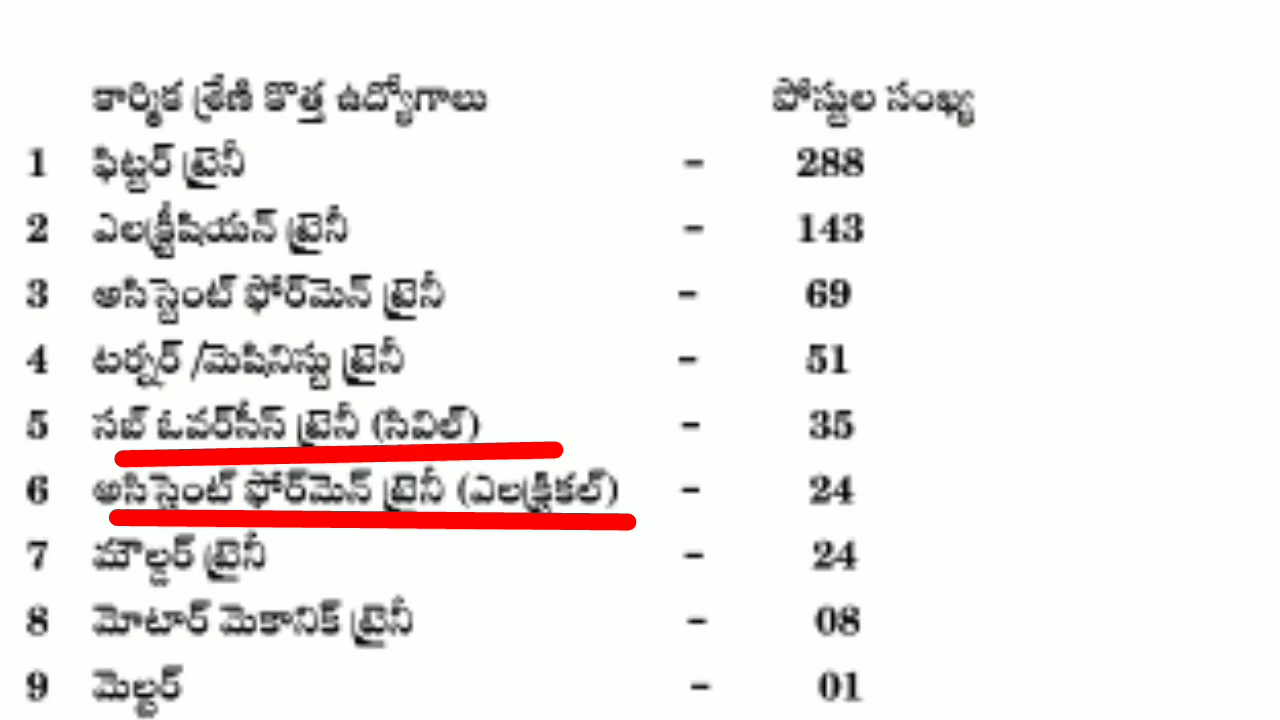 కార్మిక శ్రేణి కొత్త ఉద్యోగాలు పోస్టుల సంఖ్య
1 ఫిట్టర్ ట్రైనీ - 288
2 ఎలక్ట్రీషియన్ ట్రైనీ - 143
3 అసిస్టెంట్ ఫోర్‌మెన్ ట్రైనీ - 69
4 టర్నర్ /మెషినిస్టు ట్రైనీ - 51
5 సబ్ ఓవర్‌సీస్ ట్రైనీ (సివిల్) - 35
6 అసిస్టెంట్ ఫోర్‌మెన్ ట్రైనీ (ఎలక్ట్రికల్) - 24
7 మౌల్డర్ ట్రైనీ - 24
8 మోటార్ మెకానిక్ ట్రైనీ - 08
9 మెల్టర్ - 01